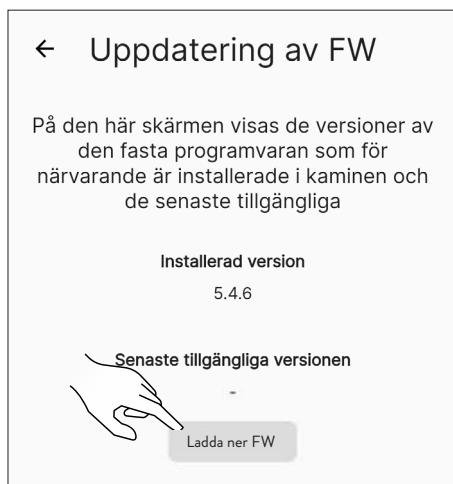 ← Uppdatering av FW
På den här skärmen visas de versioner av
den fasta programvaran som för
närvarande är installerade i kaminen och
de senaste tillgängliga
Installerad version
5.4.6
Senaste tillgängliga versionen
-
Ladda ner FW